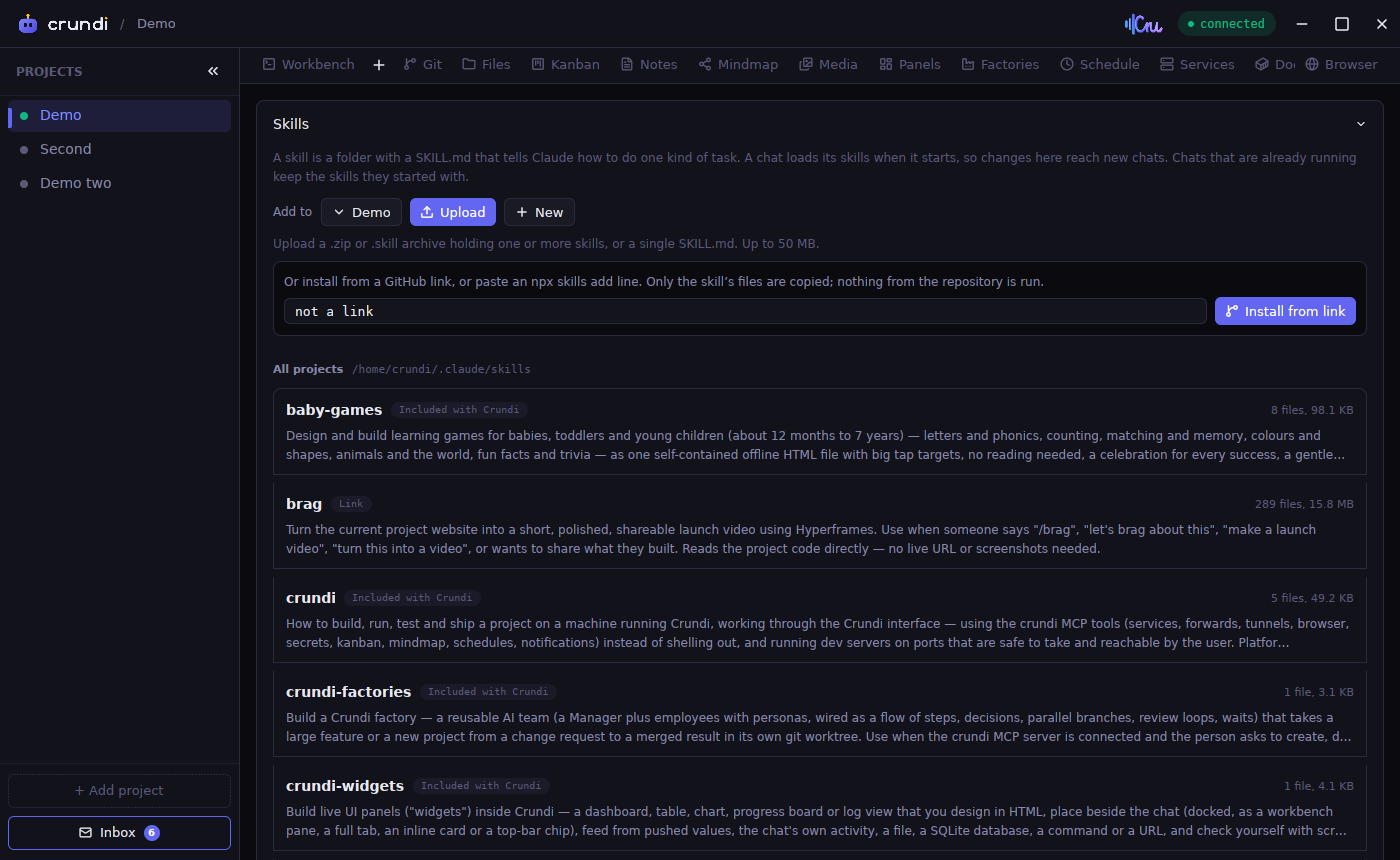 crundi / Demo
Cru
connected
PROJECTS
Workbench
Git
Files
Kanban
Notes
Mindmap
Media
Panels
Factories
Schedule
Services
Doc
Browser
Demo
Second
Demo two
Skills
A skill is a folder with a SKILL.md that tells Claude how to do one kind of task. A chat loads its skills when it starts, so changes here reach new chats. Chats that are already running
keep the skills they started with.
Add to
Demo
Upload
+ New
Upload a .zip or .skill archive holding one or more skills, or a single SKILL.md. Up to 50 MB.
Or install from a GitHub link, or paste an npx skills add line. Only the skill’s files are copied; nothing from the repository is run.
not a link
Install from link
All projects /home/crundi/.claude/skills
baby-games Included with Crundi 8 files, 98.1 KB
Design and build learning games for babies, toddlers and young children (about 12 months to 7 years) — letters and phonics, counting, matching and memory, colours and
shapes, animals and the world, fun facts and trivia — as one self-contained offline HTML file with big tap targets, no reading needed, a celebration for every success, a gentle...
brag Link 289 files, 15.8 MB
Turn the current project website into a short, polished, shareable launch video using Hyperframes. Use when someone says "/brag", "let's brag about this", "make a launch
video", "turn this into a video", or wants to share what they built. Reads the project code directly — no live URL or screenshots needed.
crundi Included with Crundi 5 files, 49.2 KB
How to build, run, test and ship a project on a machine running Crundi, working through the Crundi interface — using the crundi MCP tools (services, forwards, tunnels, browser,
secrets, kanban, mindmap, schedules, notifications) instead of shelling out, and running dev servers on ports that are safe to take and reachable by the user. Platfor...
crundi-factories Included with Crundi 1 file, 3.1 KB
Build a Crundi factory — a reusable AI team (a Manager plus employees with personas, wired as a flow of steps, decisions, parallel branches, review loops, waits) that takes a
large feature or a new project from a change request to a merged result in its own git worktree. Use when the crundi MCP server is connected and the person asks to create, d...
crundi-widgets Included with Crundi 1 file, 4.1 KB
Build live UI panels ("widgets") inside Crundi — a dashboard, table, chart, progress board or log view that you design in HTML, place beside the chat (docked, as a workbench
pane, a full tab, an inline card or a top-bar chip), feed from pushed values, the chat's own activity, a file, a SQLite database, a command or a URL, and check yourself with scr...
+ Add project
Inbox 6